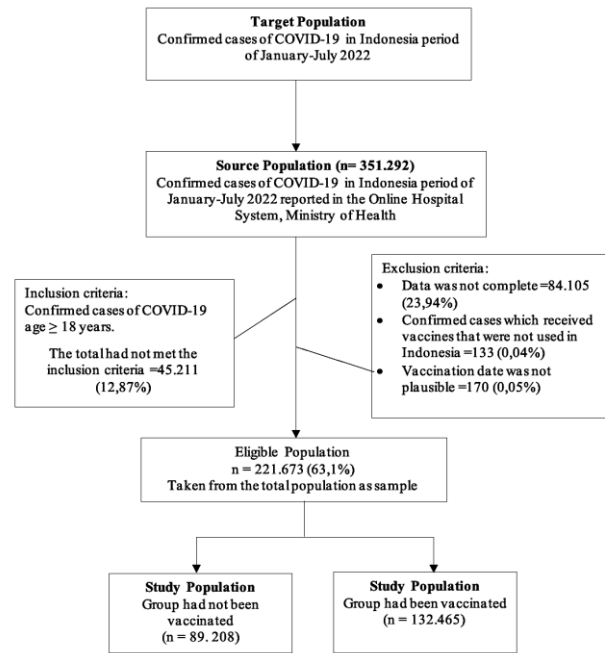 Target Population
Confirmed cases of COVID-19 in Indonesia period
of January-July 2022
Source Population (n= 351.292)
Confirmed cases of COVID-19 in Indonesia period of
January-July 2022 reported in the Online Hospital
System, Ministry of Health
Inclusion criteria:
Confirmed cases of COVID-19
age ≥ 18 years.
The total had not met the
inclusion criteria =45.211
(12,87%)
Exclusion criteria:
• Data was not complete =84.105
(23,94%)
• Confirmed cases which received
vaccines that were not used in
Indonesia =133 (0,04%)
• Vaccination date was not
plausible =170 (0,05%)
Eligible Population
n = 221.673 (63,1%)
Taken from the total population as sample
Study Population
Group had not been
vaccinated
(n = 89. 208)
Study Population
Group had been vaccinated
(n = 132.465)